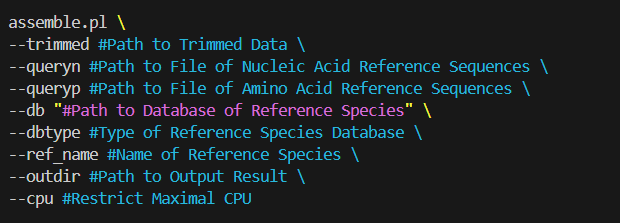 assemble.pl \
--trimmed #Path to Trimmed Data \
--queryn #Path to File of Nucleic Acid Reference Sequences \
--queryp #Path to File of Amino Acid Reference Sequences \
--db "#Path to Database of Reference Species" \
--dbtype #Type of Reference Species Database \
--ref_name #Name of Reference Species \
--outdir #Path to Output Result \
--cpu #Restrict Maximal CPU